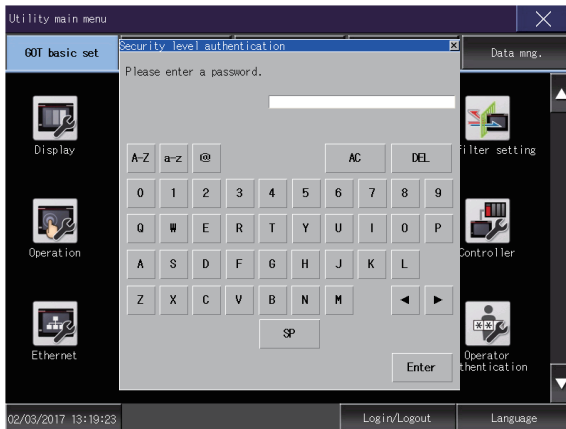 Utility main menu
GOT basic set
Security level authentication
Data mng.
Please enter a password.
Display
filter setting
A-Z a-z @ AC DEL
0 1 2 3 4 5 6 7 8 9
Q W E R T Y U I O P
Operation
Controller
A S D F G H J K L
Z X C V B N M ◄ ►
SP
Ethernet
Operator
thentication
Enter
02/03/2017 13:19:23
Login/Logout
Language